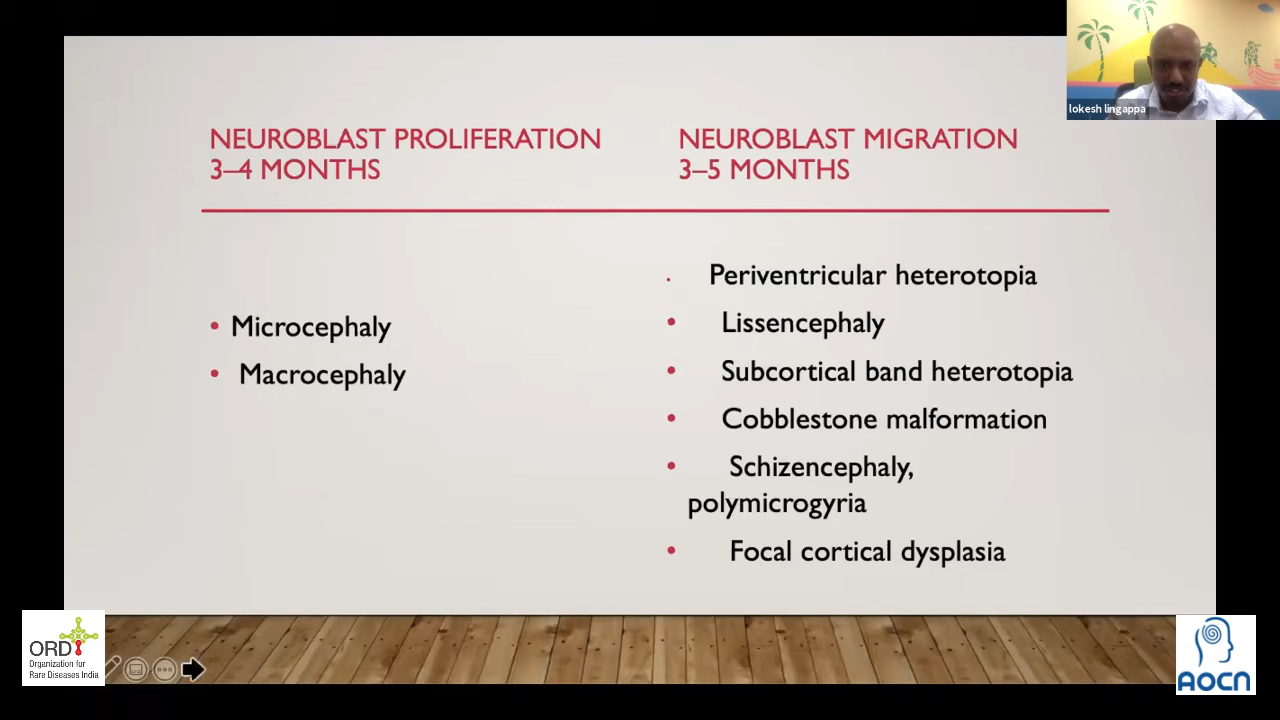 lokesh lingappa
NEUROBLAST PROLIFERATION
3–4 MONTHS
NEUROBLAST MIGRATION
3–5 MONTHS
• Microcephaly
• Macrocephaly
• Periventricular heterotopia
• Lissencephaly
• Subcortical band heterotopia
• Cobblestone malformation
• Schizencephaly,
polymicrogyria
• Focal cortical dysplasia
ORDI
Organization for
Rare Diseases India
AOCN